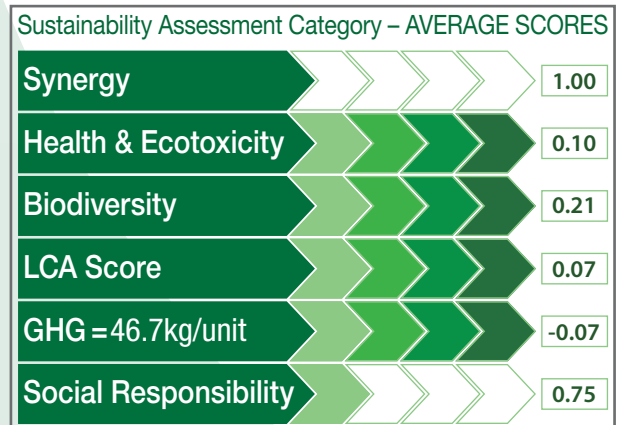 Sustainability Assessment Category – AVERAGE SCORES
Synergy 1.00
Health & Ecotoxicity 0.10
Biodiversity 0.21
LCA Score 0.07
GHG = 46.7kg/unit -0.07
Social Responsibility 0.75